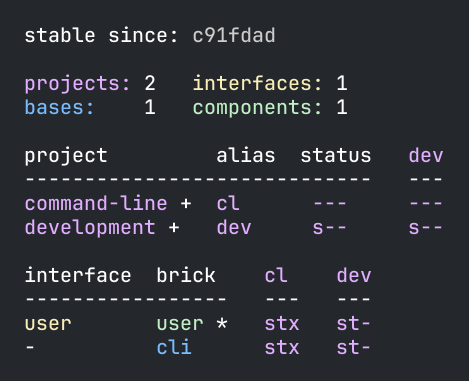 stable since: c91fdad
projects: 2   interfaces: 1
bases:    1   components: 1
project         alias  status   dev
-----------------------------   ---
command-line +  cl      ---     ---
development +   dev     s--     s--
interface  brick    cl    dev
-----------------   ---   ---
user       user *   stx   st-
-          cli      stx   st-